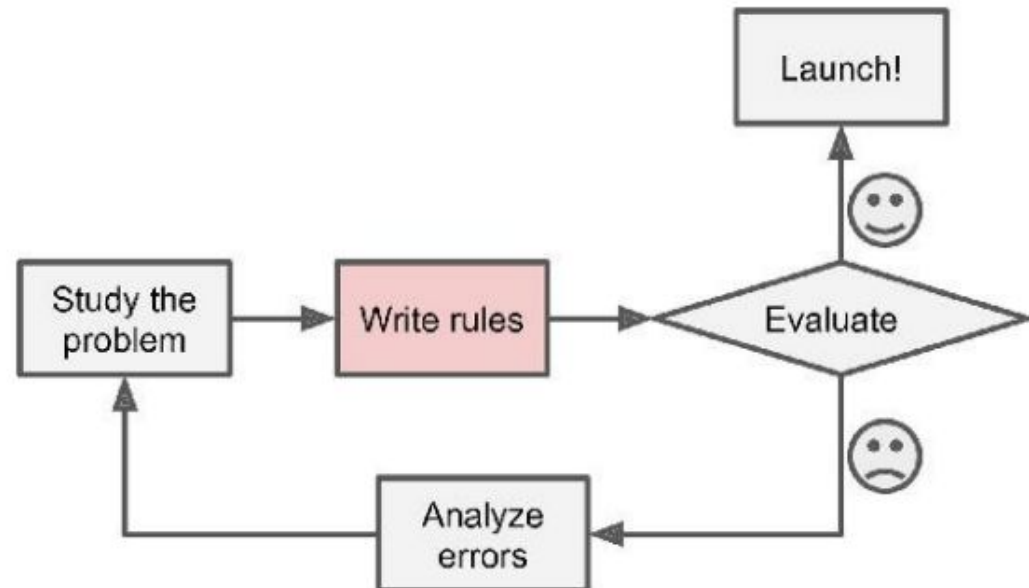 Launch!
Study the
problem
Write rules
Evaluate
Analyze
errors